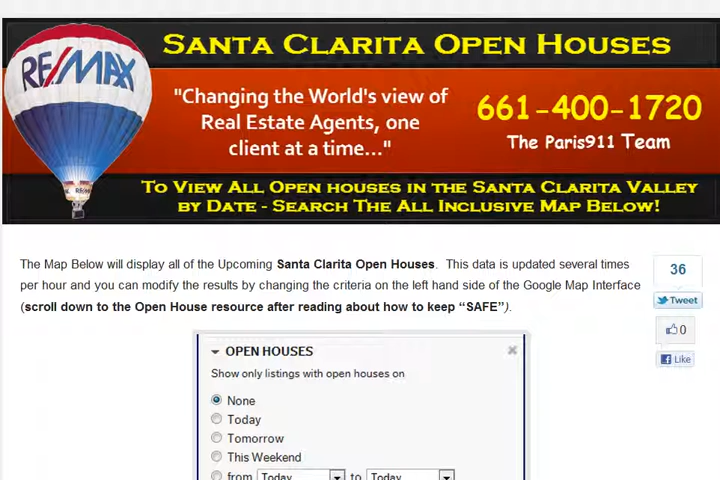 SANTA CLARITA OPEN HOUSES
RE/MAX
"Changing the World's view of
Real Estate Agents, one
client at a time..."
661-400-1720
The Paris911 Team
TO VIEW ALL OPEN HOUSES IN THE SANTA CLARITA VALLEY
BY DATE - SEARCH THE ALL INCLUSIVE MAP BELOW!
The Map Below will display all of the Upcoming Santa Clarita Open Houses. This data is updated several times
per hour and you can modify the results by changing the criteria on the left hand side of the Google Map Interface
(scroll down to the Open House resource after reading about how to keep “SAFE”).
36
Tweet
0
Like
OPEN HOUSES
Show only listings with open houses on
None
Today
Tomorrow
This Weekend
from Today to Today